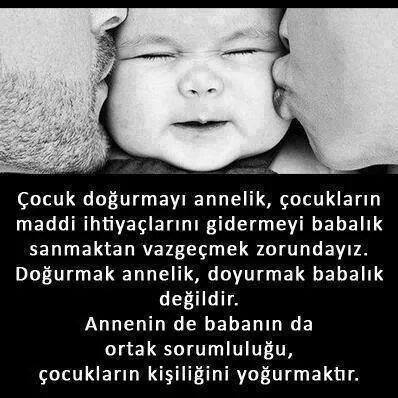 Çocuk doğurmayı annelik, çocukların
maddi ihtiyaçlarını gidermeyi babalık
sanmaktan vazgeçmek zorundayız.
Doğurmak annelik, doyurmak babalık
değildir.
Annenin de babanın da
ortak sorumluluğu,
çocukların kişiliğini yoğurmaktır.